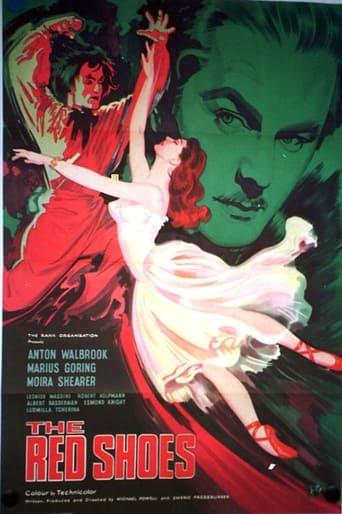 THE RANK ORGANISATION
Presents
ANTON WALBROOK
MARIUS GORING
MOIRA SHEARER
LEONIDE MASSINE ROBERT HELPMANN
ALBERT BASSERMAN ESMOND KNIGHT
LUDMILLA TCHERINA
THE
RED SHOES
Colour by Technicolor
Written, Produced and Directed by MICHAEL POWELL and EMERIC PRESSBURGER